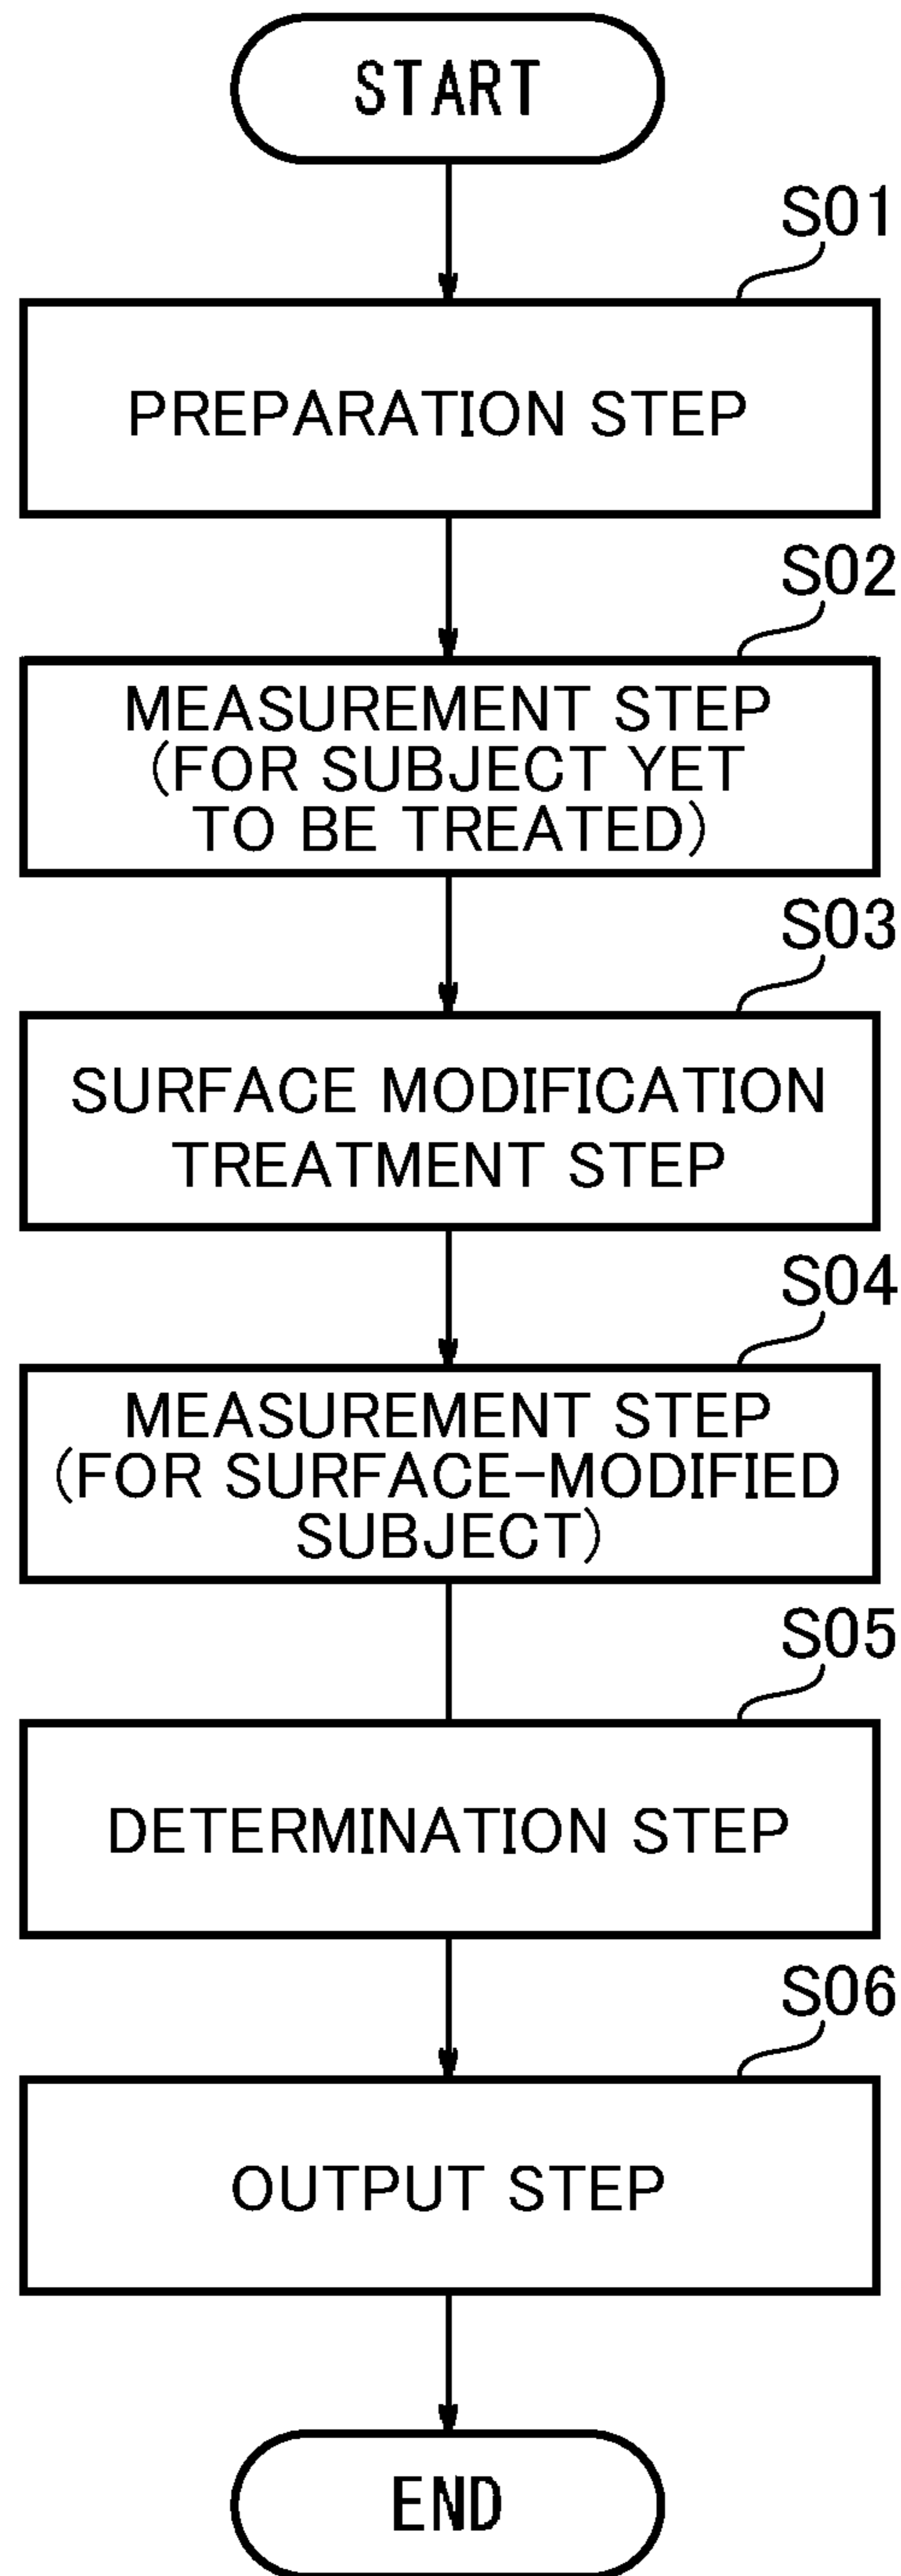 START
S01
PREPARATION STEP
S02
MEASUREMENT STEP
(FOR SUBJECT YET
TO BE TREATED)
S03
SURFACE MODIFICATION
TREATMENT STEP
S04
MEASUREMENT STEP
(FOR SURFACE-MODIFIED
SUBJECT)
S05
DETERMINATION STEP
S06
OUTPUT STEP
END